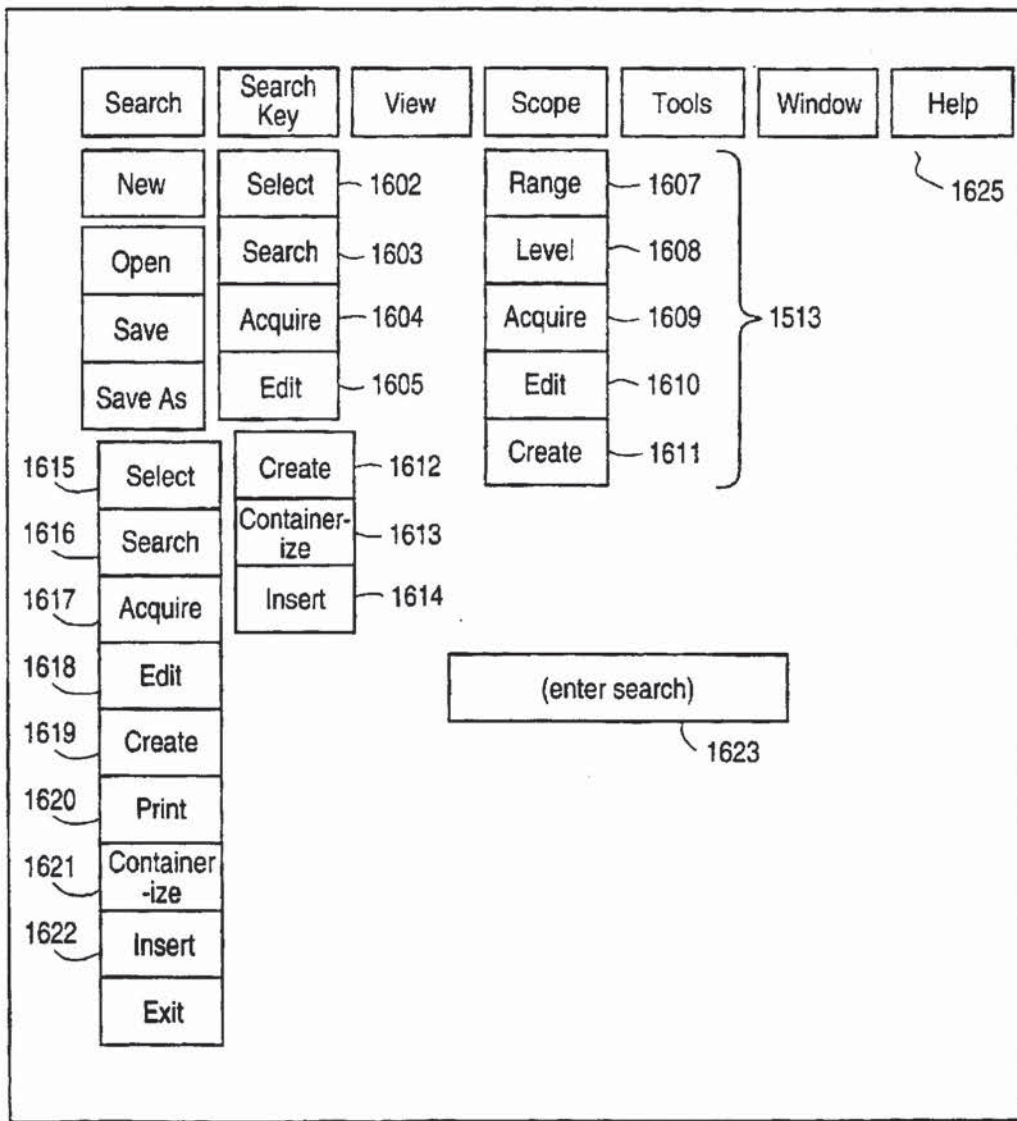 Search
Search
Key
View
Scope
Tools
Window
Help
New
Select
1602
Range
1607
1625
Open
Search
1603
Level
1608
Save
Acquire
1604
Acquire
1609
1513
Save As
Edit
1605
Edit
1610
Create
1611
1615
Select
Create
1612
1616
Search
Container-
ize
1613
1617
Acquire
Insert
1614
1618
Edit
(enter search)
1623
1619
Create
1620
Print
1621
Container
-ize
1622
Insert
Exit